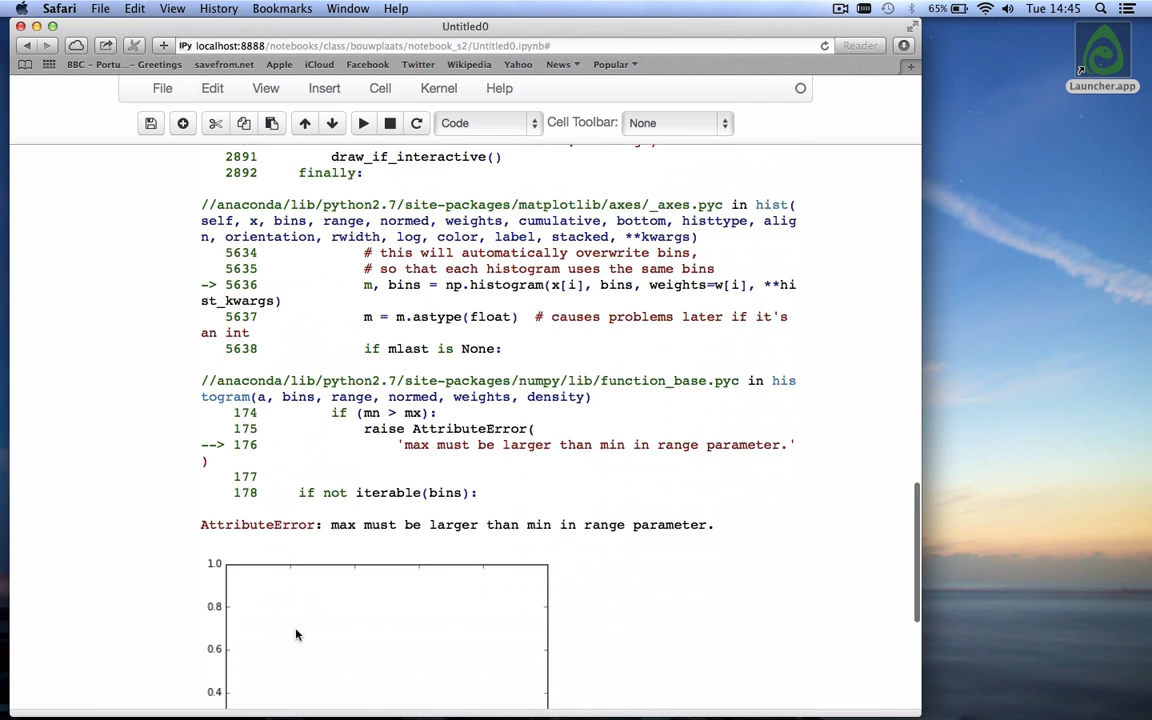 Safari File Edit View History Bookmarks Window Help 65% Tue 14:45
Untitled0
IPy localhost:8888/notebooks/class/bouwplaats/notebook_s2/Untitled0.ipynb# Reader
BBC - Portu... - Greetings savefrom.net Apple iCloud Facebook Twitter Wikipedia Yahoo News Popular
Launcher.app
File Edit View Insert Cell Kernel Help
Code Cell Toolbar: None
2891 draw_if_interactive()
2892 finally:
//anaconda/lib/python2.7/site-packages/matplotlib/axes/_axes.pyc in hist(
self, x, bins, range, normed, weights, cumulative, bottom, histtype, alig
n, orientation, rwidth, log, color, label, stacked, **kwargs)
5634 # this will automatically overwrite bins,
5635 # so that each histogram uses the same bins
-> 5636 m, bins = np.histogram(x[i], bins, weights=w[i], **hi
st_kwargs)
5637 m = m.astype(float) # causes problems later if it's
an int
5638 if mlast is None:
//anaconda/lib/python2.7/site-packages/numpy/lib/function_base.pyc in his
togram(a, bins, range, normed, weights, density)
174 if (mn > mx):
175 raise AttributeError(
--> 176 'max must be larger than min in range parameter.'
)
177
178 if not iterable(bins):
AttributeError: max must be larger than min in range parameter.
1.0
0.8
0.6
0.4